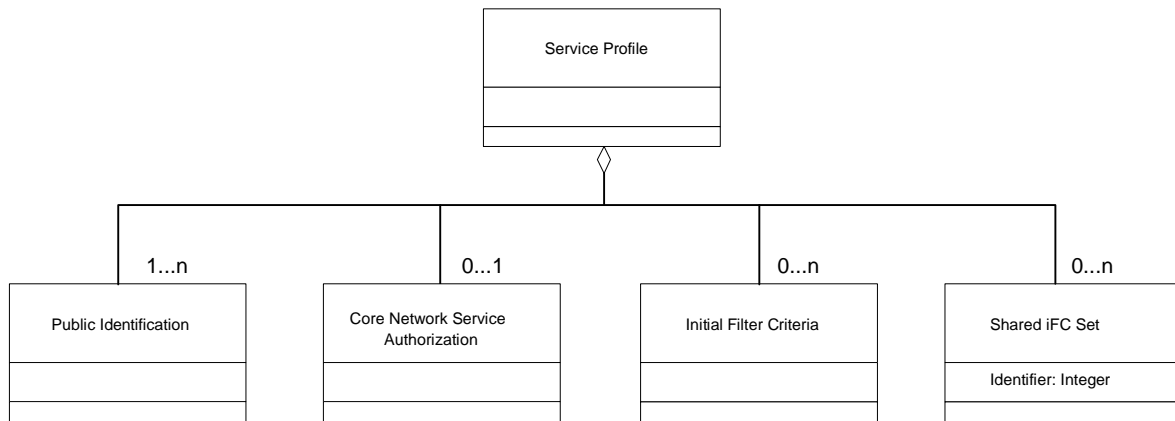 Service Profile
1...n
0...1
0...n
0...n
Public Identification
Core Network Service
Authorization
Initial Filter Criteria
Shared iFC Set
Identifier: Integer